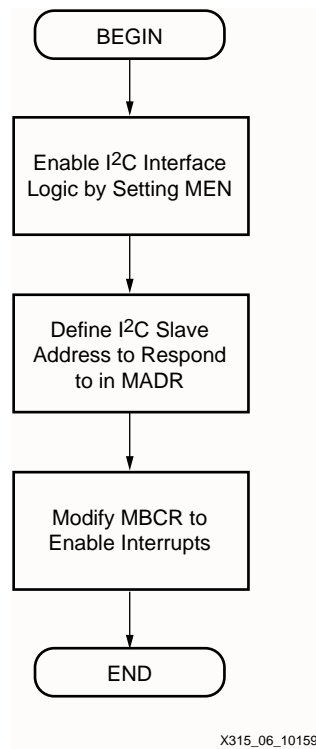 BEGIN
Enable I²C Interface
Logic by Setting MEN
Define I²C Slave
Address to Respond
to in MADR
Modify MBCR to
Enable Interrupts
END
X315_06_10159